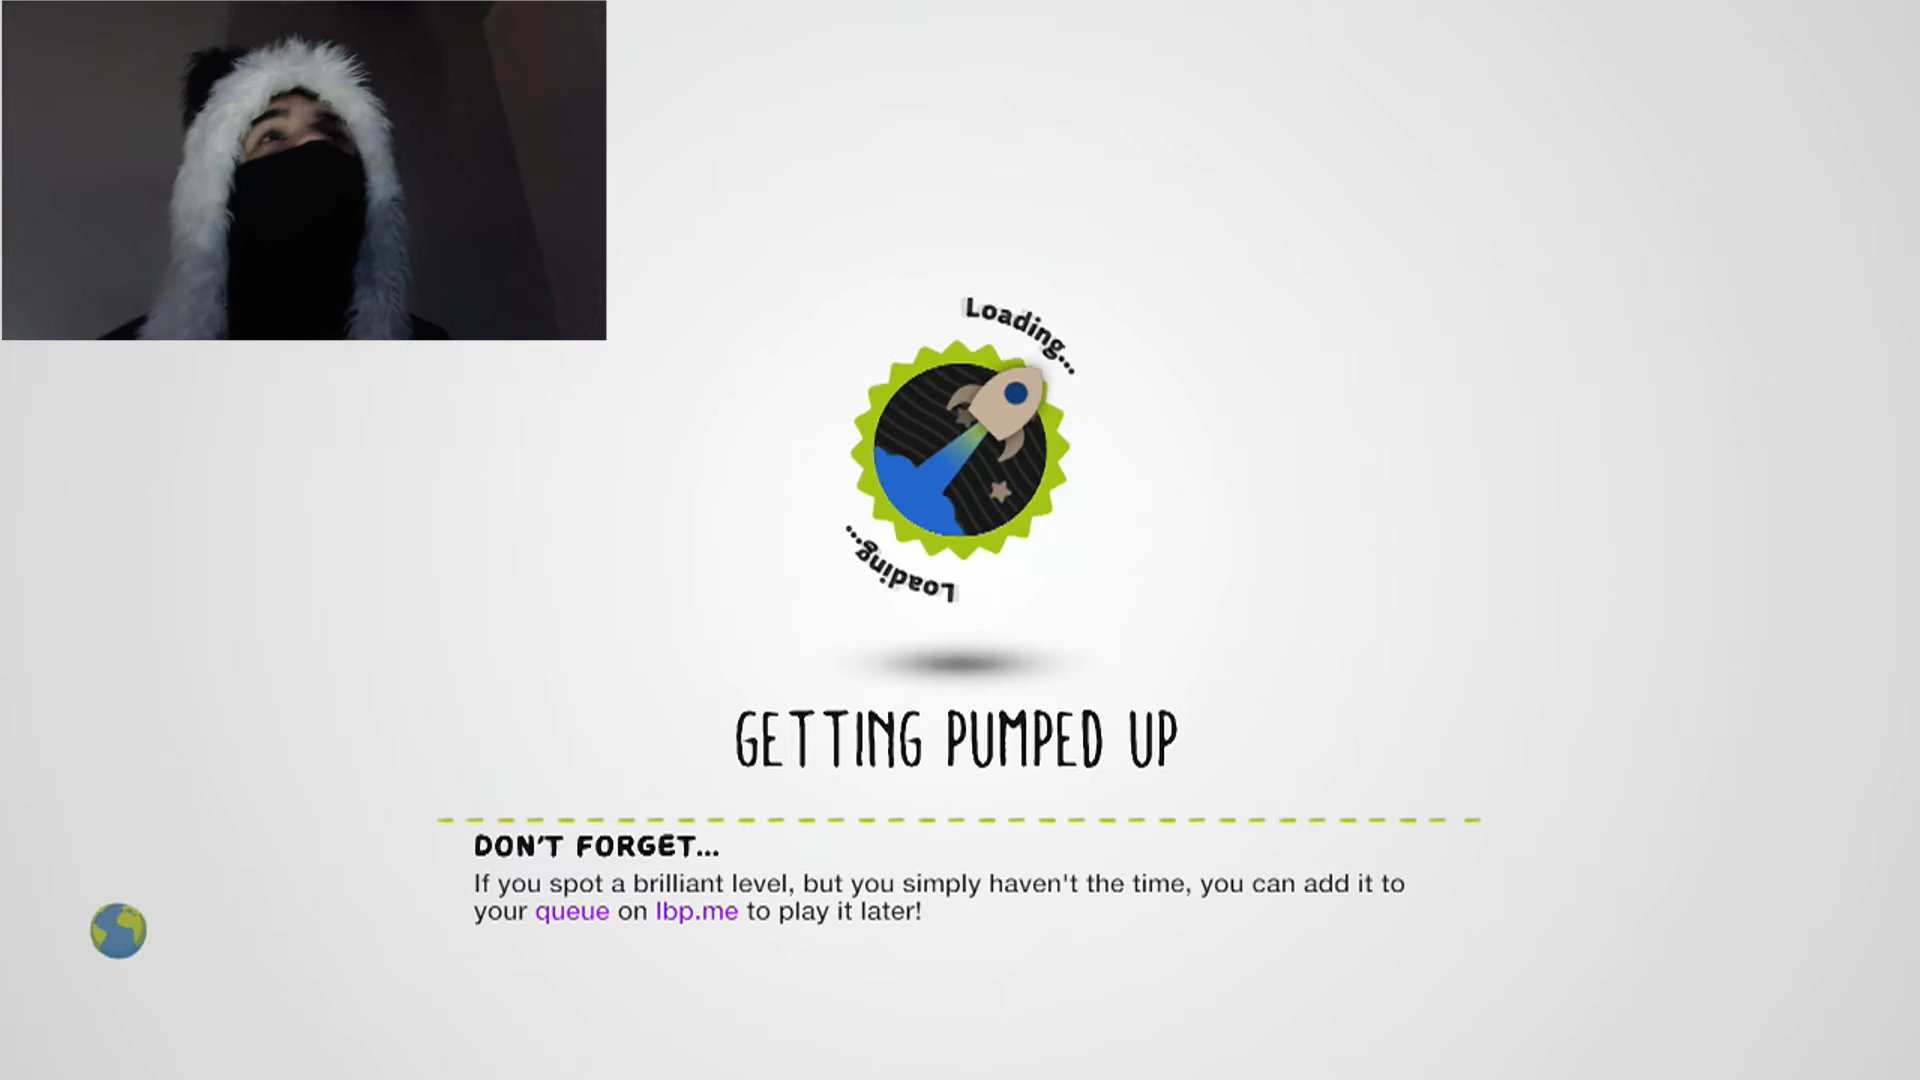 Loading...
Loading...
GETTING PUMPED UP
DON'T FORGET...
If you spot a brilliant level, but you simply haven't the time, you can add it to
your queue on lbp.me to play it later!